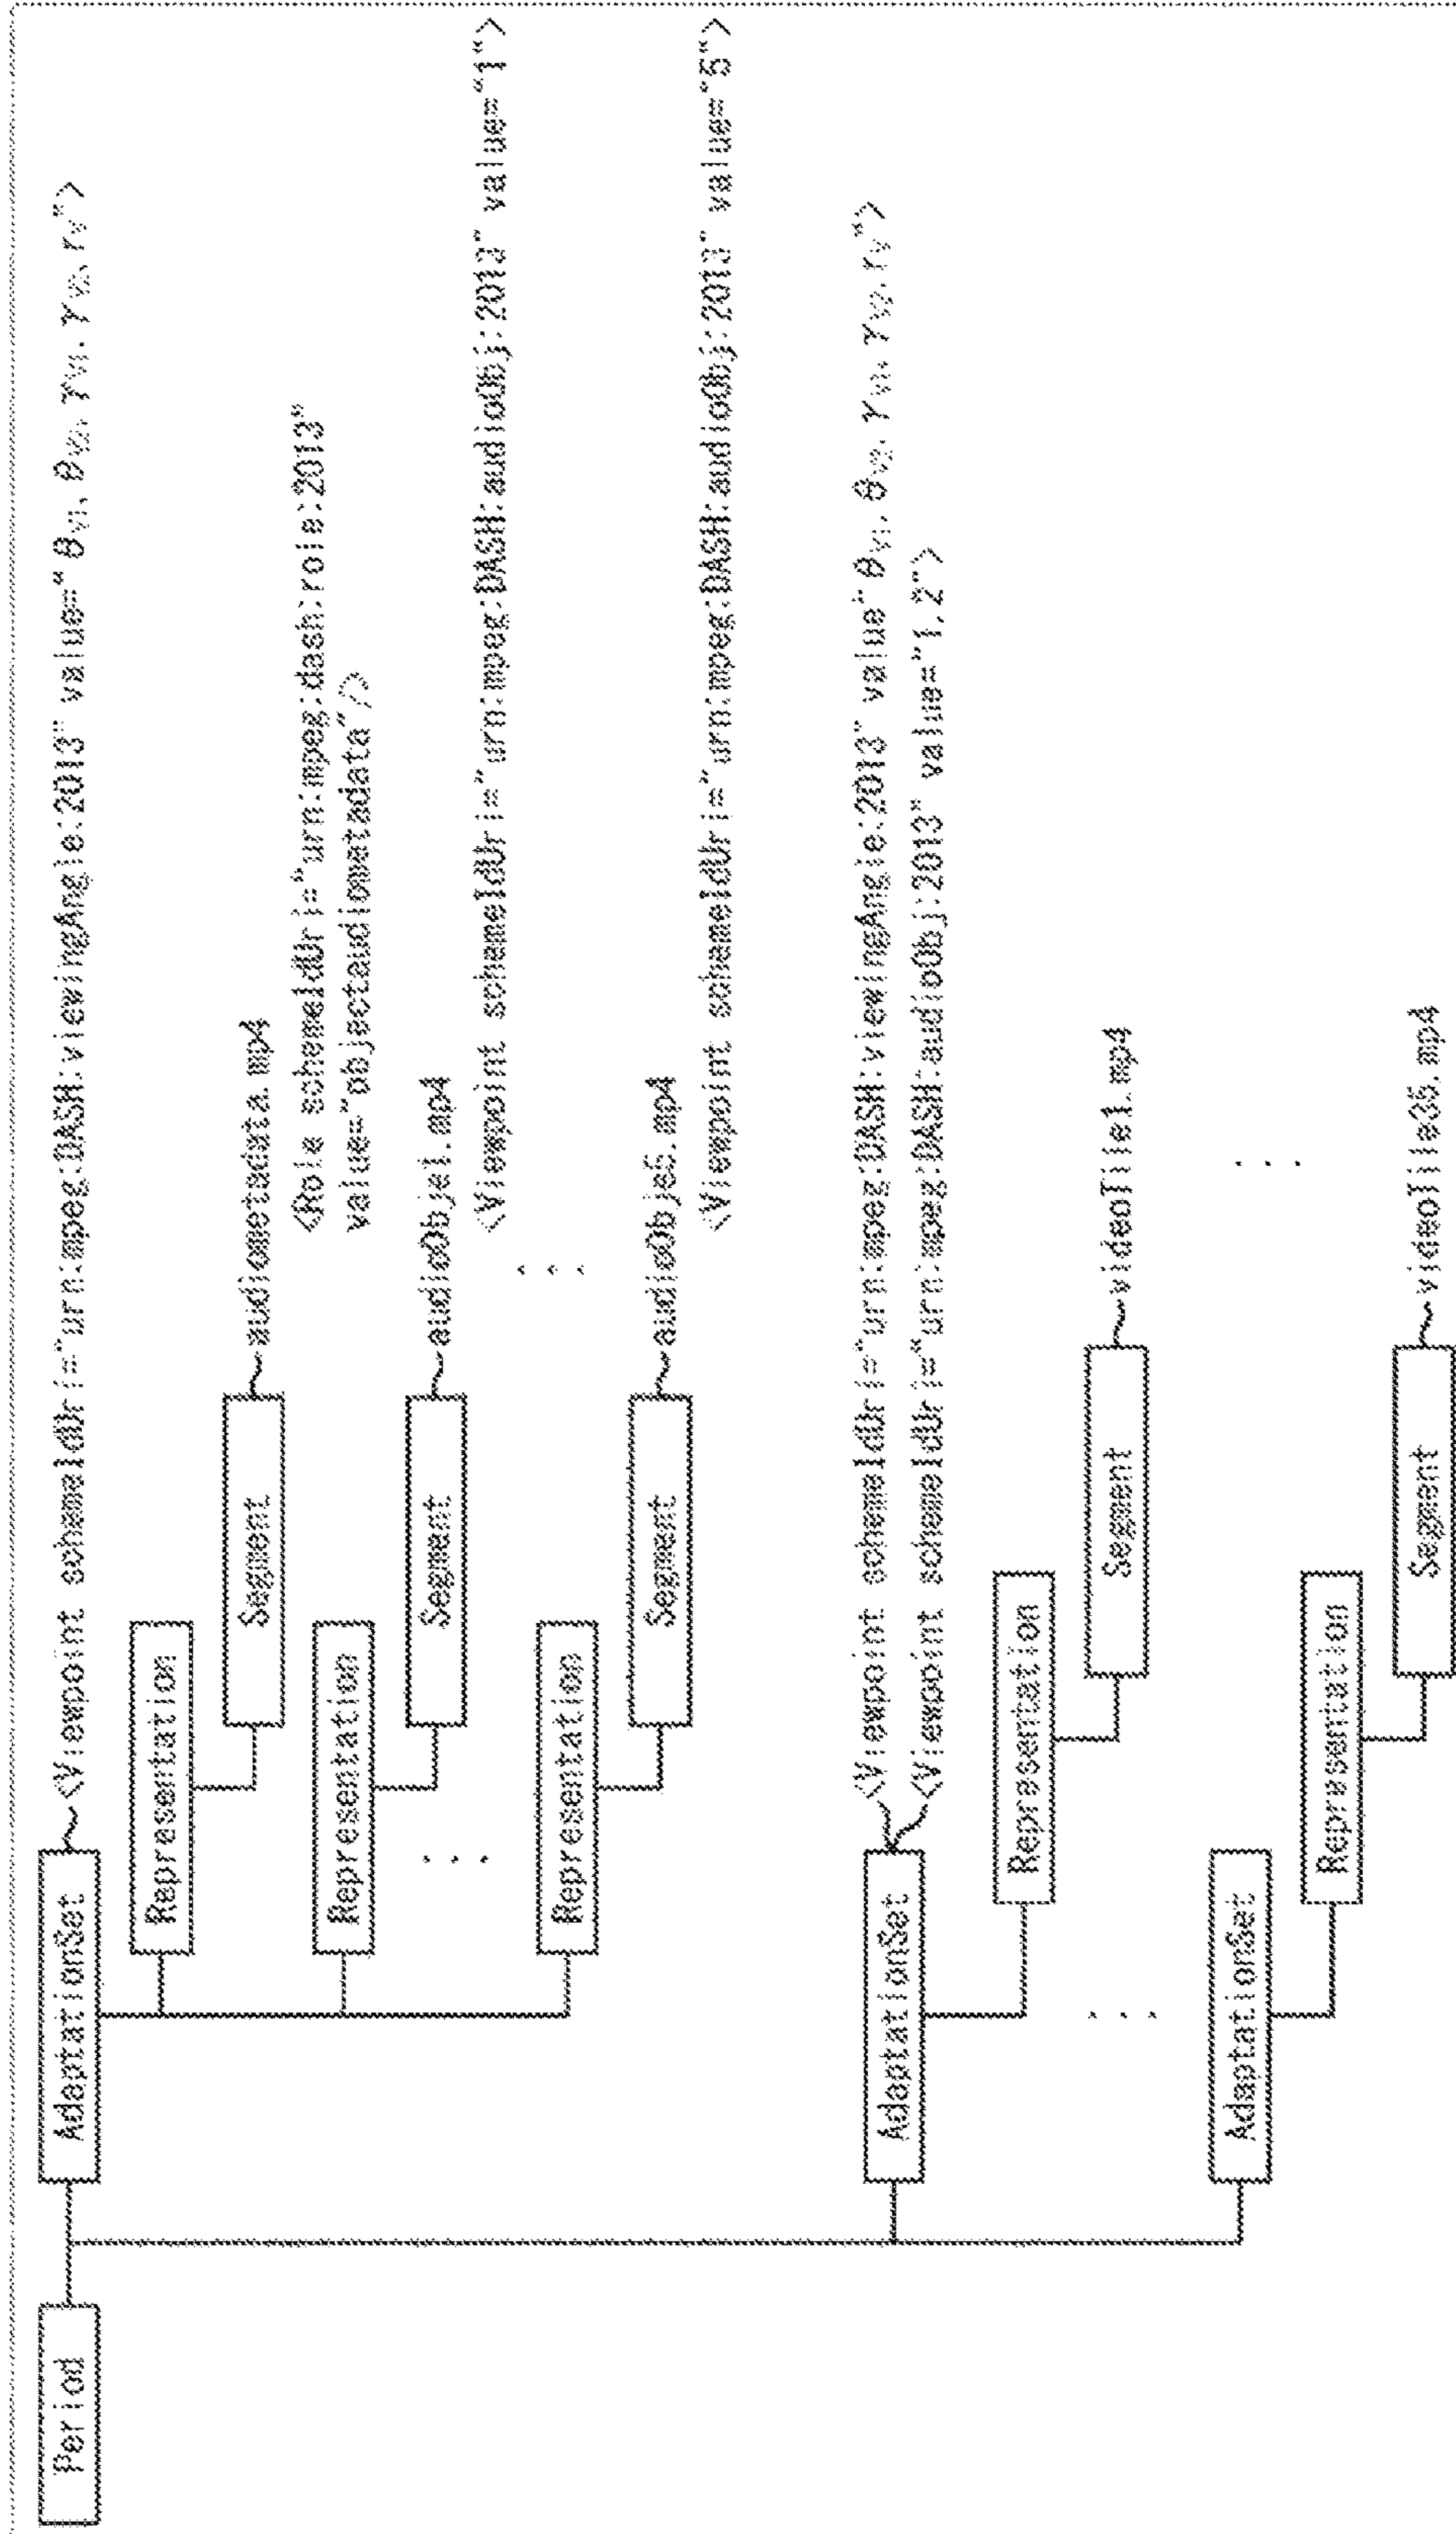 Period
AdaptationSet
<Viewpoint schemeIdUri="urn:mpeg:DASH:viewingAngle:2013" value="θv1, θv2, γv1, γv2, rv">
Representation
Segment
audiometadata.mp4
<Role schemeIdUri="urn:mpeg:dash:role:2013"
value="objectaudiometadata"/>
Representation
Segment
audioObje1.mp4
<Viewpoint schemeIdUri="urn:mpeg:DASH:audioObj:2013" value="1">
...
...
Representation
Segment
audioObje5.mp4
<Viewpoint schemeIdUri="urn:mpeg:DASH:audioObj:2013" value="5">
AdaptationSet
<Viewpoint schemeIdUri="urn:mpeg:DASH:viewingAngle:2013" value" θv1, θv2, γv1, γv2, rv">
<Viewpoint schemeIdUri="urn:mpeg:DASH:audioObj:2013" value="1,2">
Representation
Segment
videoTile1.mp4
...
...
AdaptationSet
Representation
Segment
videoTile35.mp4